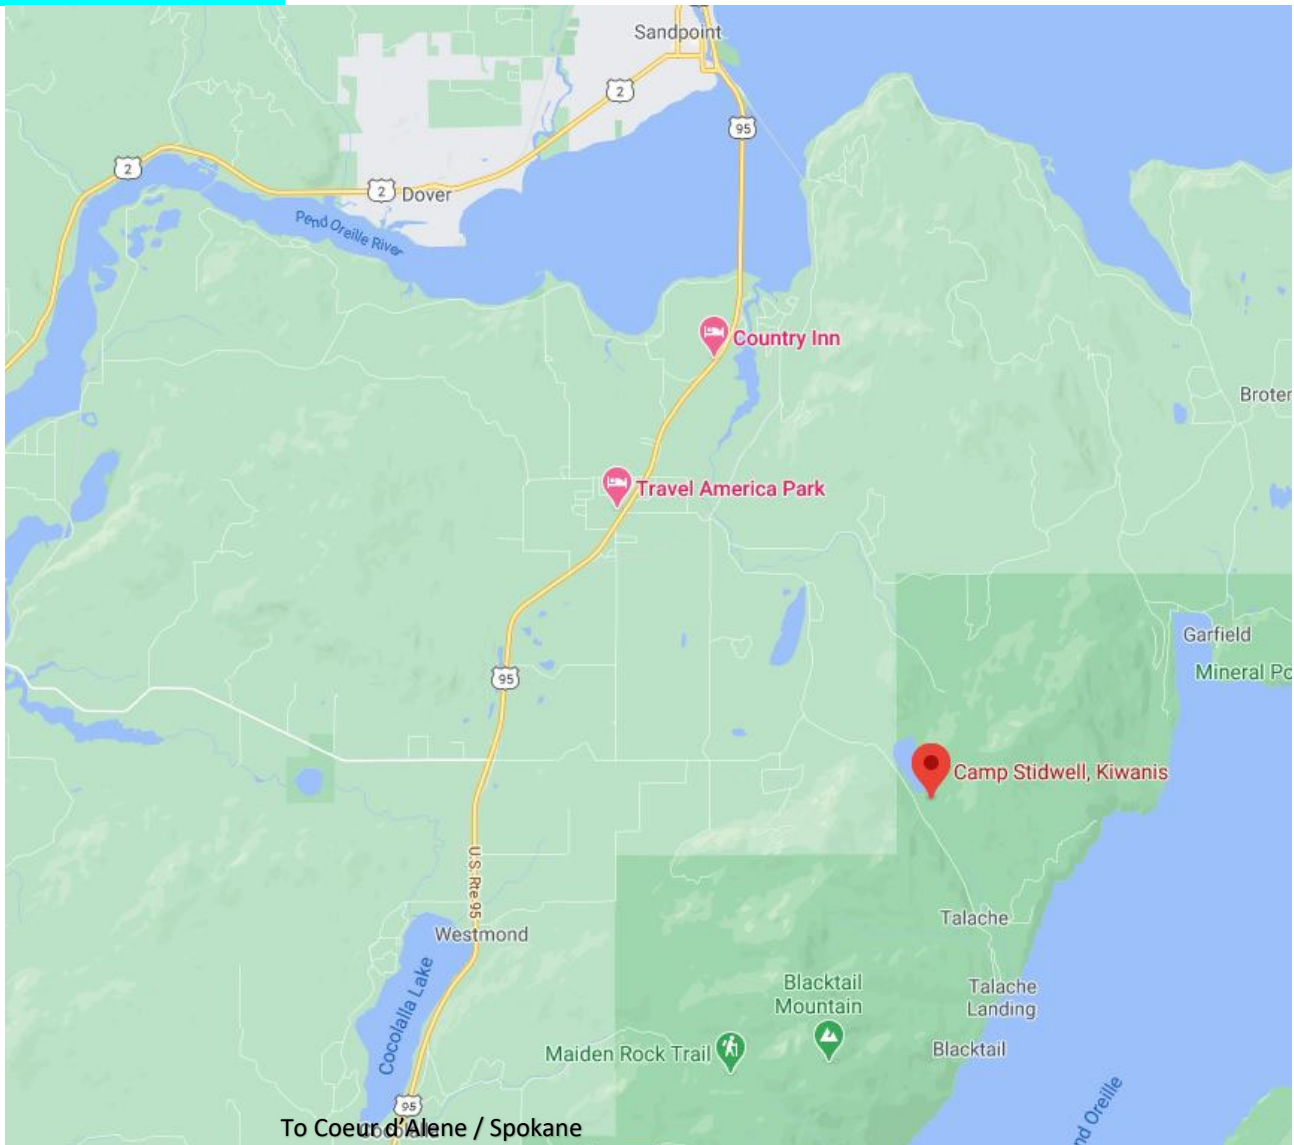 Sandpoint
2
95
2
2
Dover
Pend Oreille River
Country Inn
Broter
Travel America Park
Garfield
Mineral Po
95
Camp Stidwell, Kiwanis
U.S. Rte 95
Talache
Westmond
Blacktail
Mountain
Talache
Landing
Cocolalla Lake
Maiden Rock Trail
Blacktail
nd Oreille
95
To Coeur d'Alene / Spokane